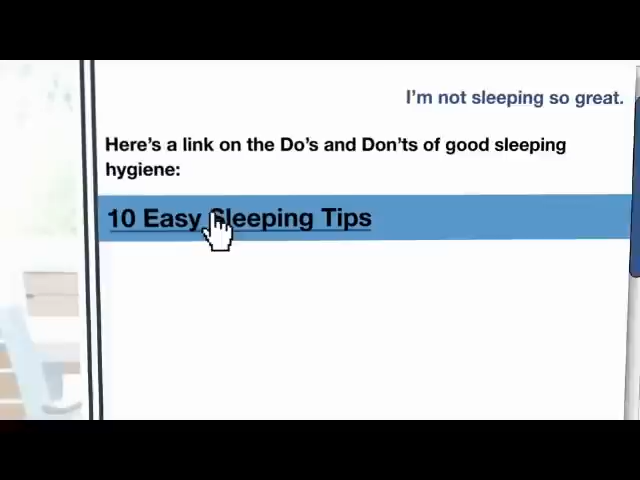 I'm not sleeping so great.
Here's a link on the Do's and Don'ts of good sleeping
hygiene:
10 Easy Sleeping Tips